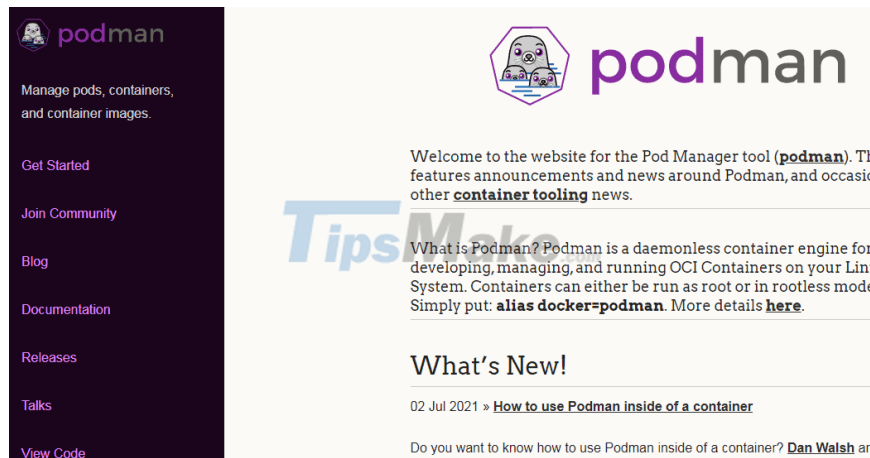 podman
Manage pods, containers,
and container images.
Get Started
Join Community
Blog
Documentation
Releases
Talks
View Code
podman
Welcome to the website for the Pod Manager tool (podman).
features announcements and news around Podman, and
other container tooling news.
TipsMake.com
What is Podman? Podman is a daemonless container engine for
developing, managing, and running OCI Containers on your
System. Containers can either be run as root or in rootless
Simply put: alias docker=podman. More details here.
What's New!
02 Jul 2021 » How to use Podman inside of a container
Do you want to know how to use Podman inside of a container? Dan Walsh